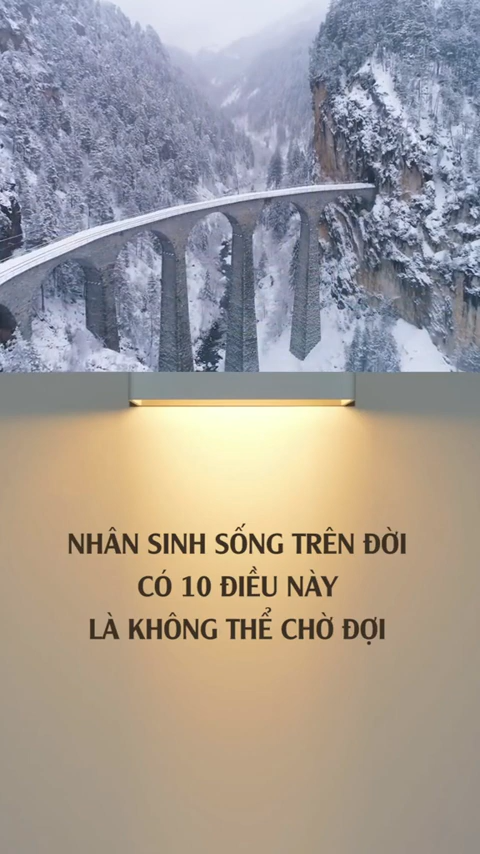 NHÂN SINH SỐNG TRÊN ĐỜI
CÓ 10 ĐIỀU NÀY
LÀ KHÔNG THỂ CHỜ ĐỢI